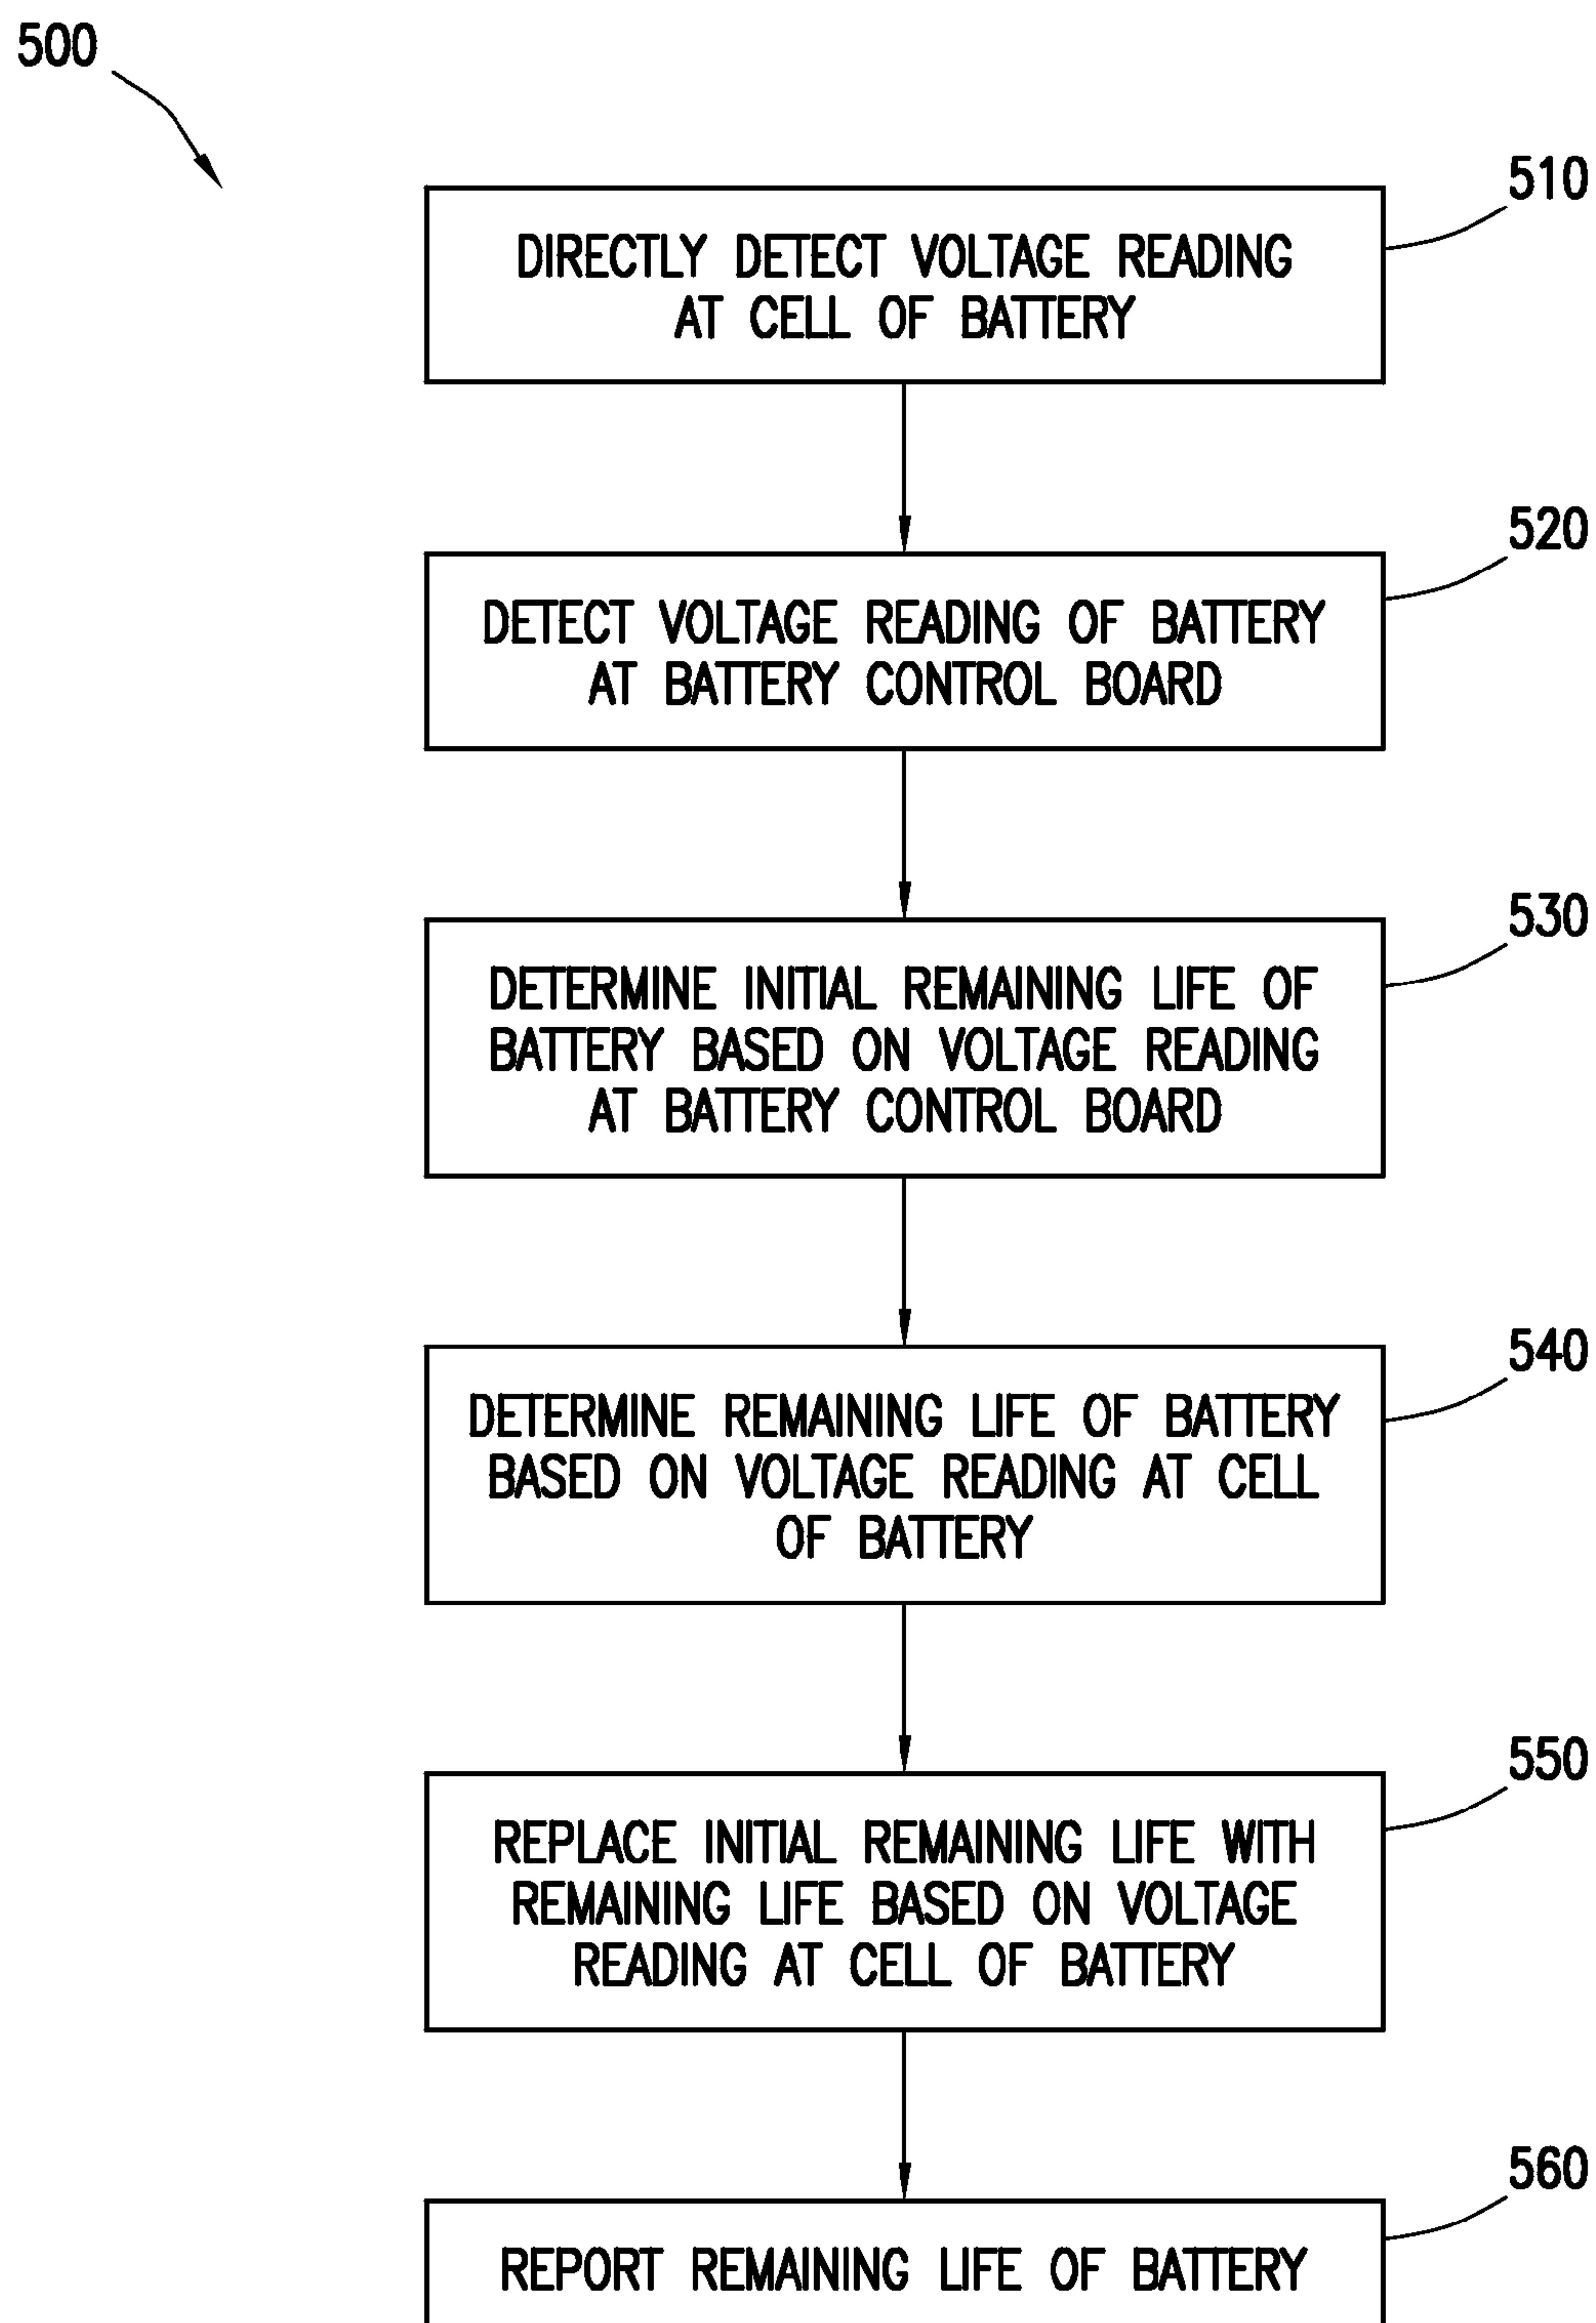 500
510
DIRECTLY DETECT VOLTAGE READING
AT CELL OF BATTERY
520
DETECT VOLTAGE READING OF BATTERY
AT BATTERY CONTROL BOARD
530
DETERMINE INITIAL REMAINING LIFE OF
BATTERY BASED ON VOLTAGE READING
AT BATTERY CONTROL BOARD
540
DETERMINE REMAINING LIFE OF BATTERY
BASED ON VOLTAGE READING AT CELL
OF BATTERY
550
REPLACE INITIAL REMAINING LIFE WITH
REMAINING LIFE BASED ON VOLTAGE
READING AT CELL OF BATTERY
560
REPORT REMAINING LIFE OF BATTERY